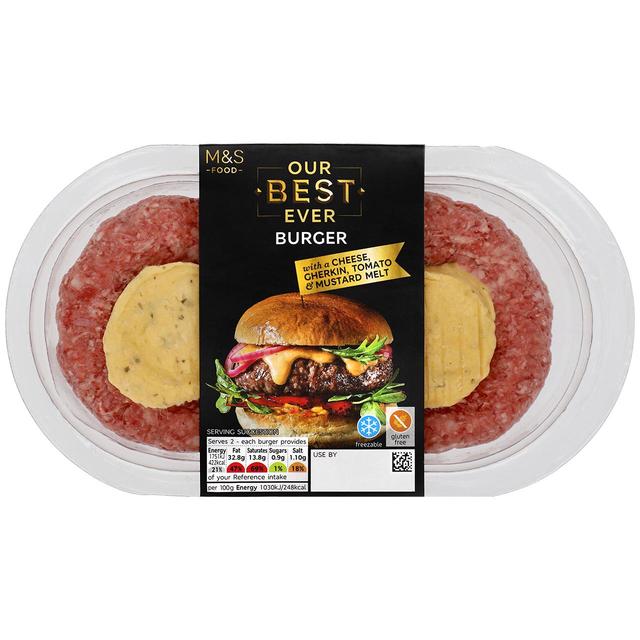 M&S
-FOOD-
OUR
·BEST·
EVER
BURGER
with a CHEESE,
GHERKIN, TOMATO
& MUSTARD MELT
SERVING SUGGESTION
freezable
gluten
free
Serves 2 - each burger provides
Energy Fat Saturates Sugars Salt
1751kJ 32.8g 13.8g 0.9g 1.10g
422kcal
21% 47% 69% 1% 18%
of your Reference intake
per 100g Energy 1030kJ/248kcal
USE BY